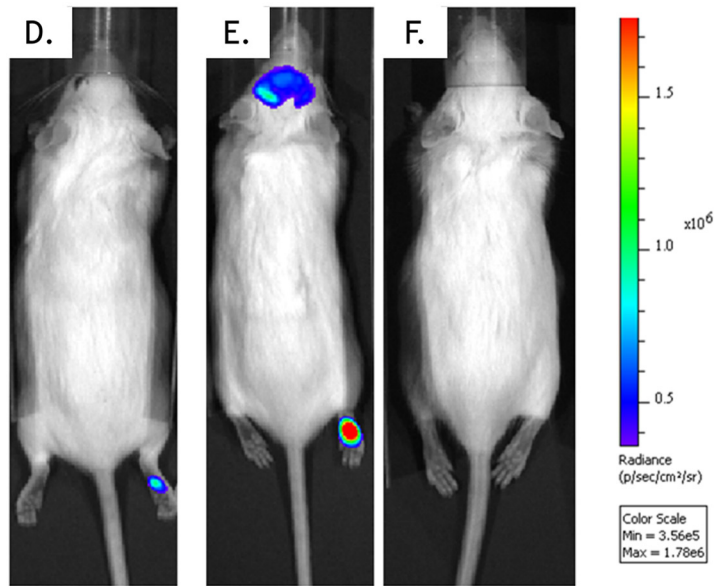 D.
E.
F.
1.5
x10⁶
1.0
0.5
Radiance
(p/sec/cm²/sr)
Color Scale
Min = 3.56e5
Max = 1.78e6